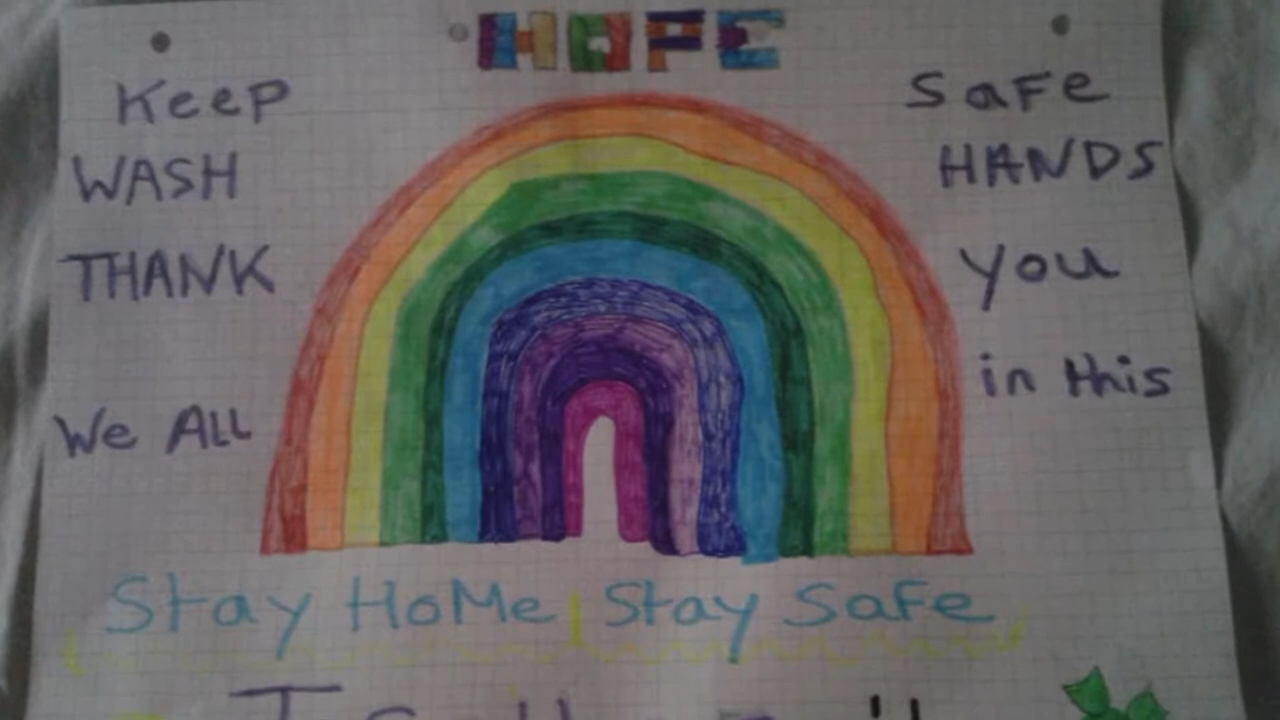 HOPE
Keep Safe
WASH HANDS
THANK you
We All in this
Stay HoMe Stay Safe